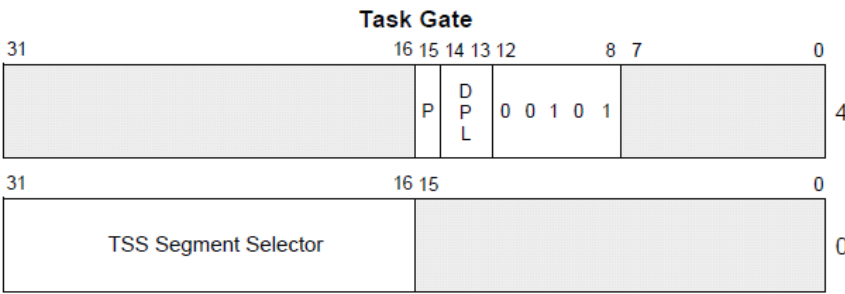 Task Gate
31 16 15 14 13 12 8 7 0
P D P L 0 0 1 0 1 4
31 16 15 0
TSS Segment Selector 0